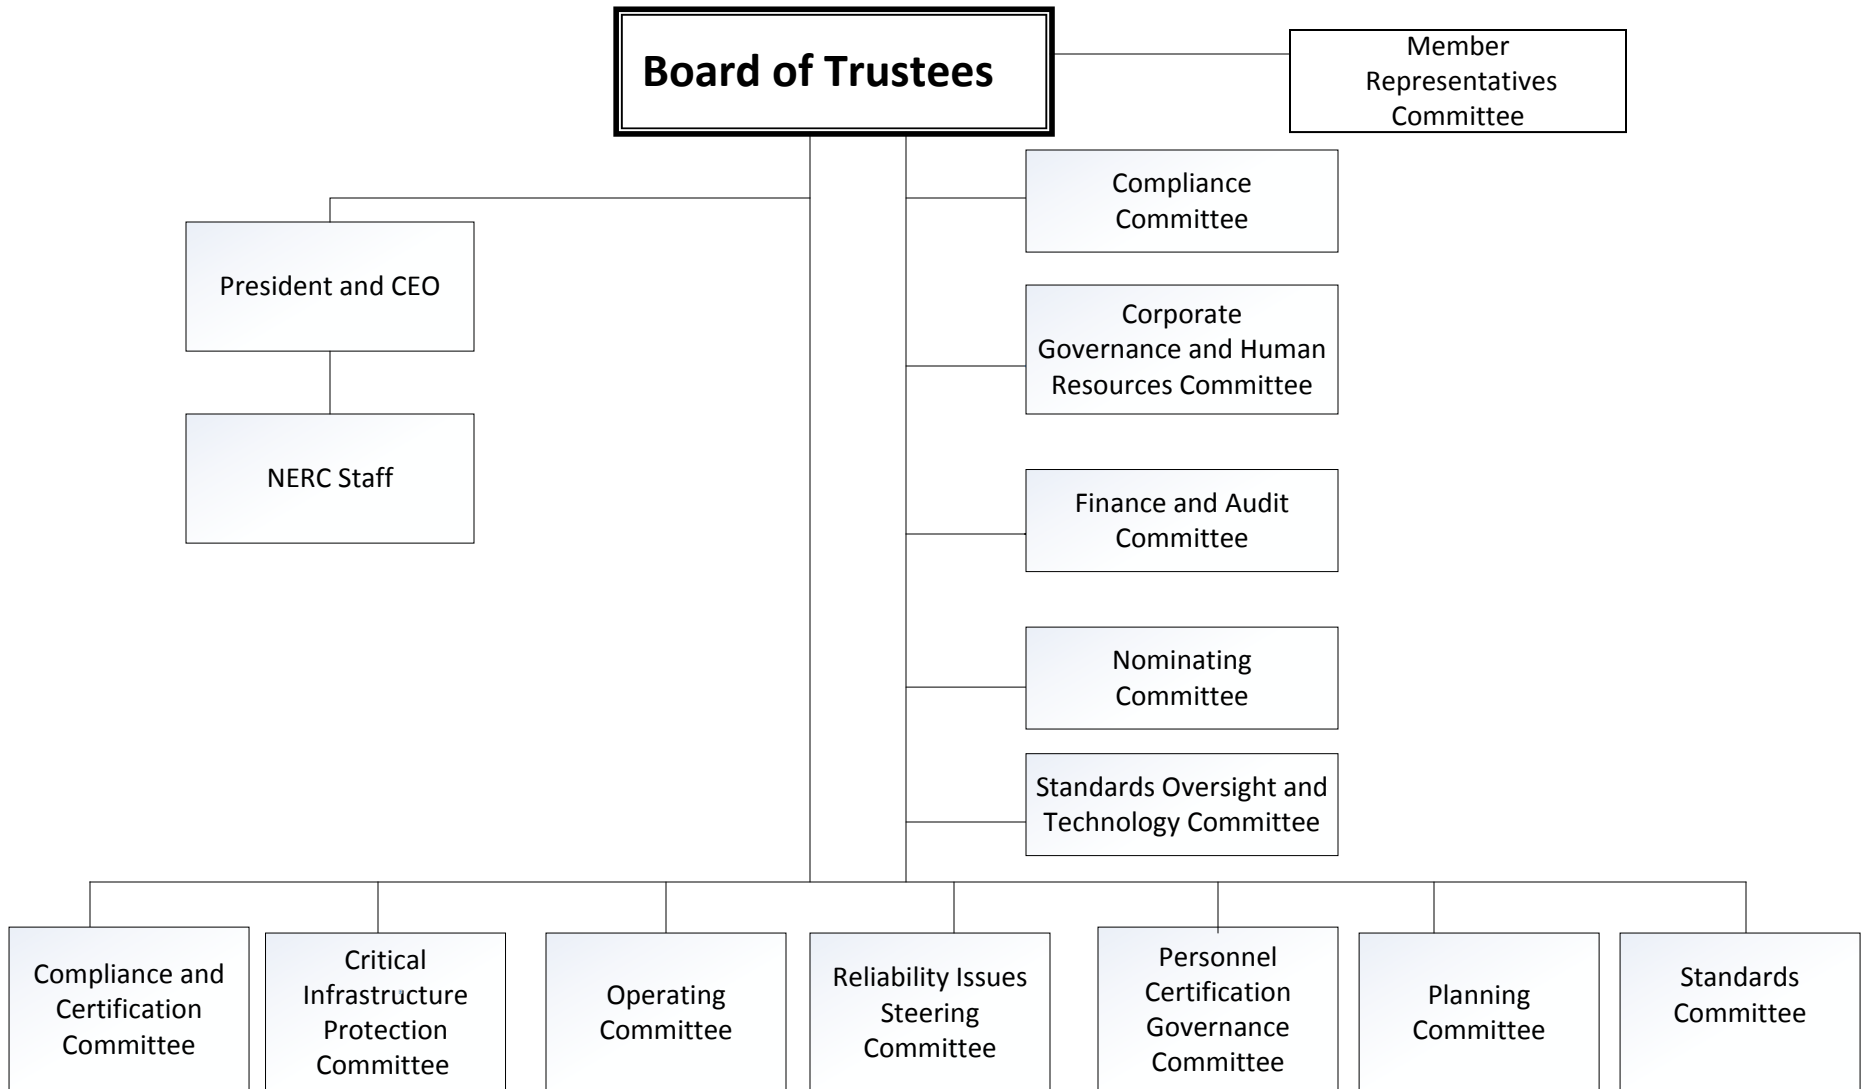 Board of Trustees
Member
Representatives
Committee
Compliance
Committee
President and CEO
Corporate
Governance and Human
Resources Committee
NERC Staff
Finance and Audit
Committee
Nominating
Committee
Standards Oversight and
Technology Committee
Compliance and
Certification
Committee
Critical
Infrastructure
Protection
Committee
Operating
Committee
Reliability Issues
Steering
Committee
Personnel
Certification
Governance
Committee
Planning
Committee
Standards
Committee